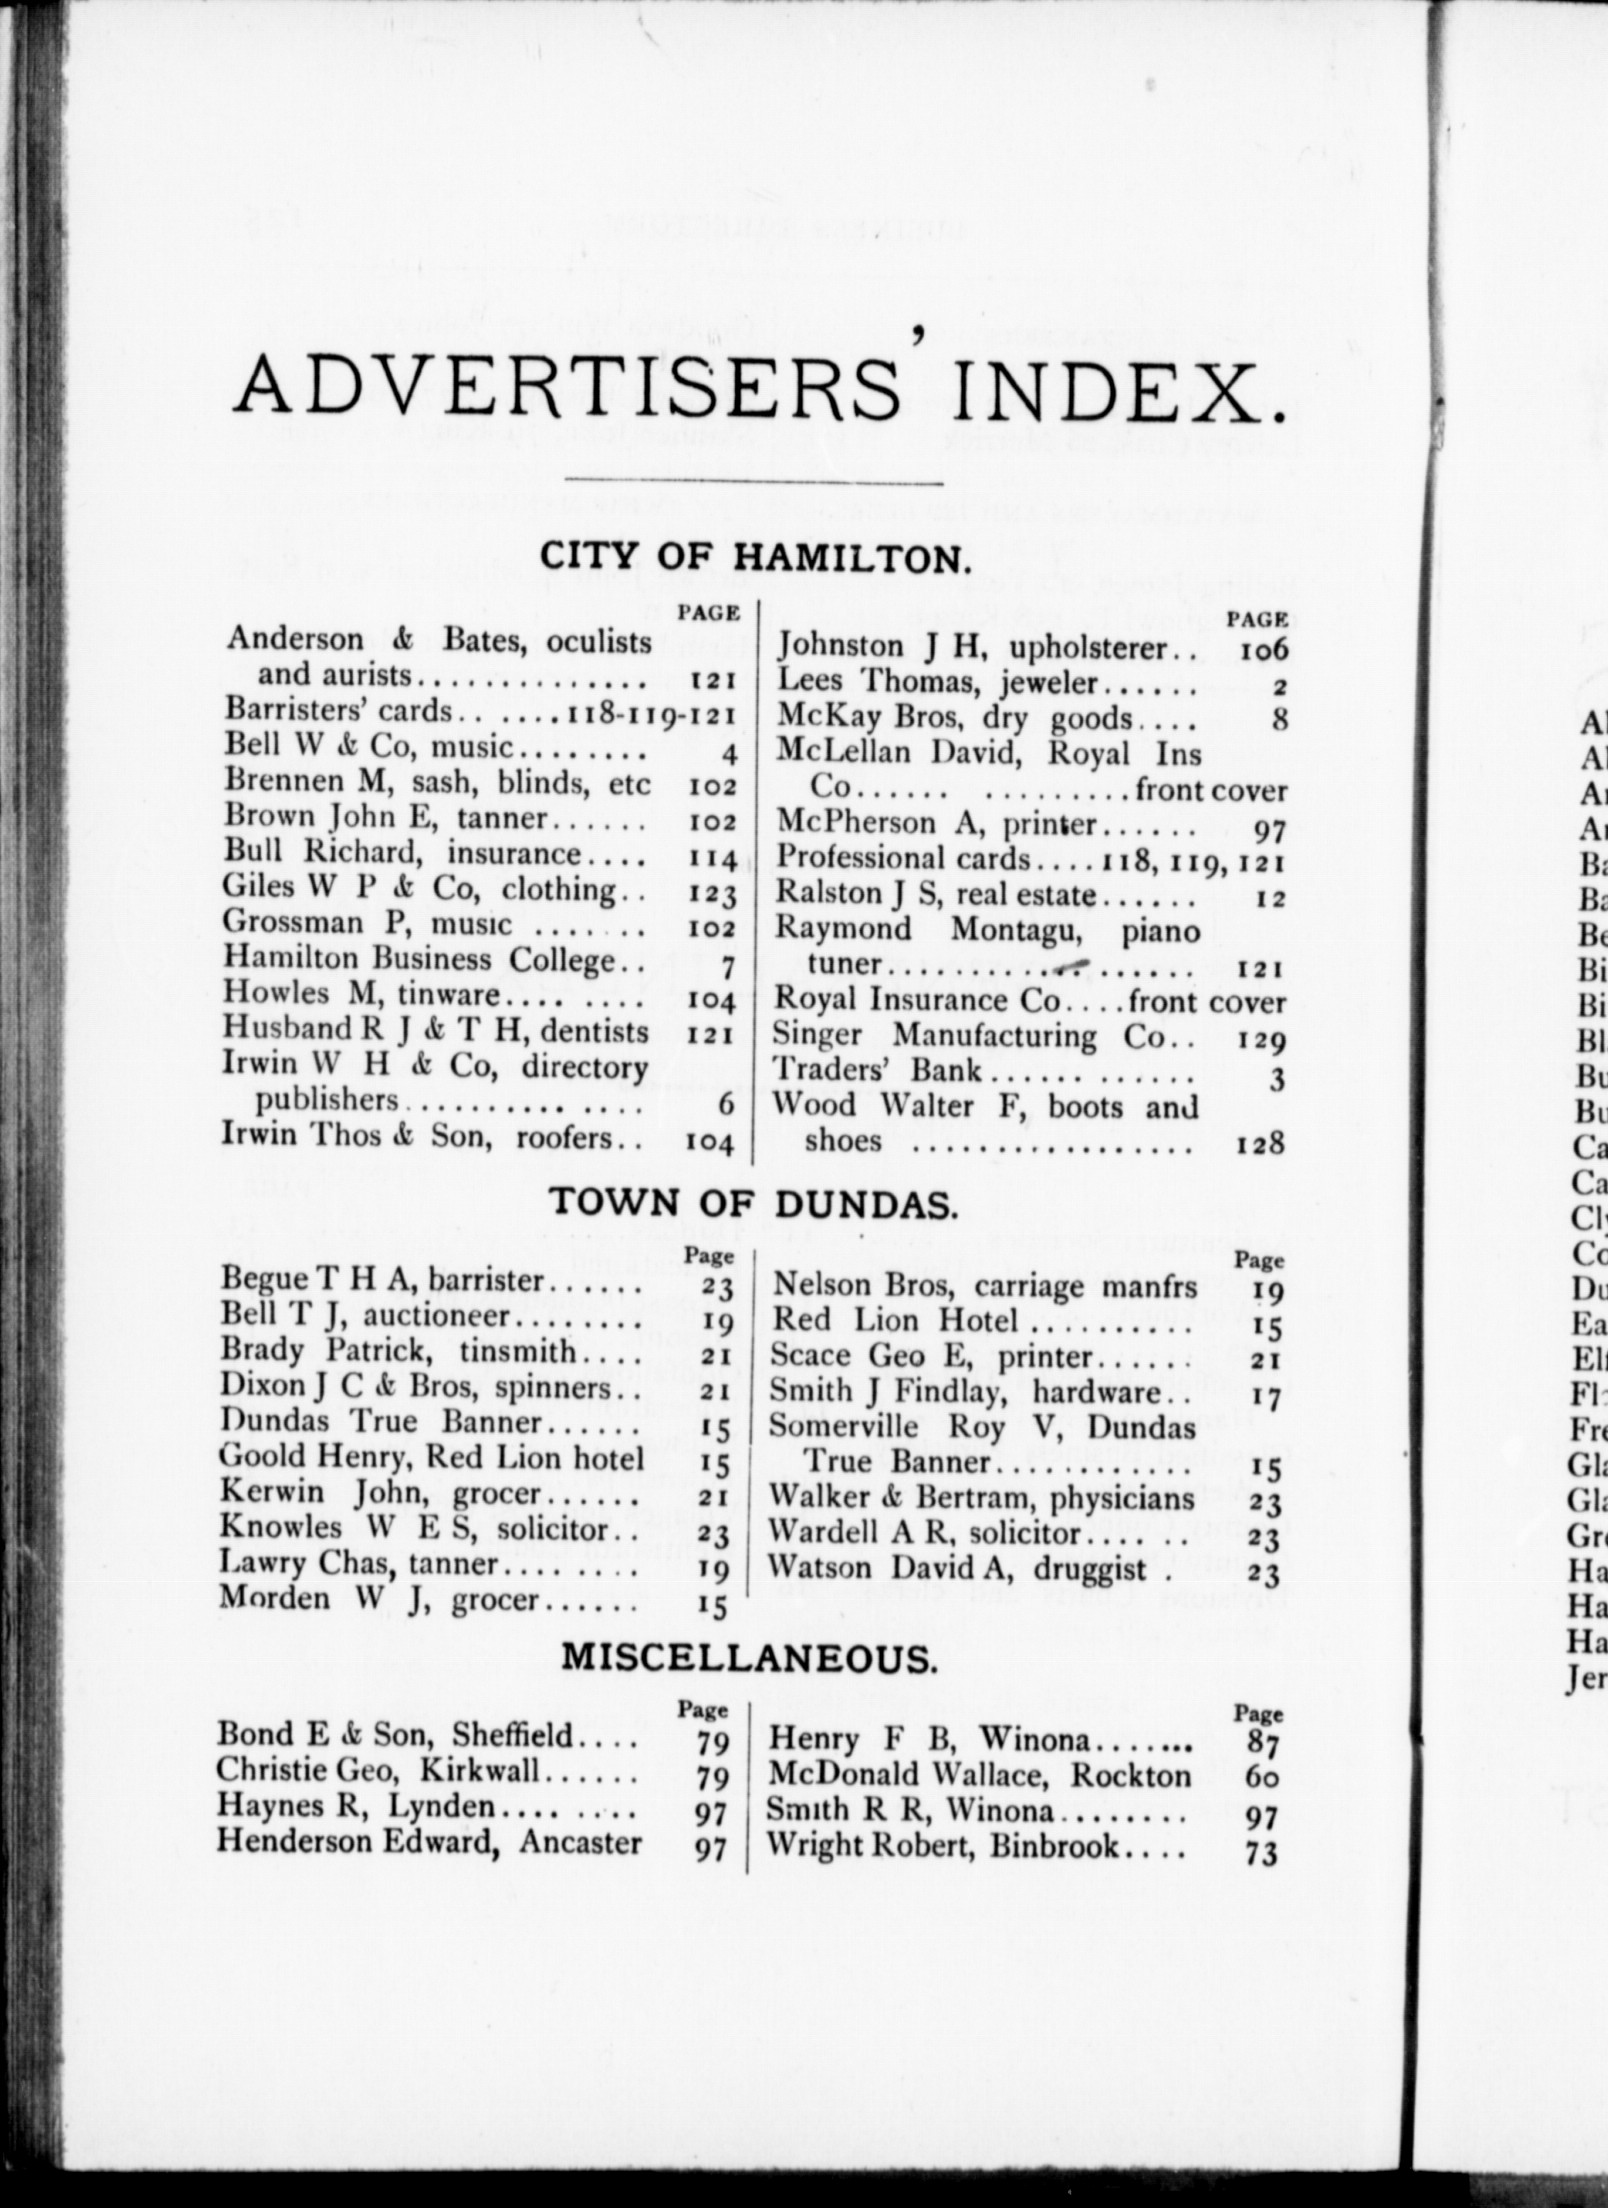 ADVERTISERS' INDEX.
CITY OF HAMILTON.
PAGE
Anderson & Bates, oculists
and aurists.............. 121
Barristers' cards.. .....118-119-121
Bell W & Co, music........ 4
Brennen M, sash, blinds, etc 102
Brown John E, tanner...... 102
Bull Richard, insurance.... 114
Giles W P & Co, clothing.. 123
Grossman P, music ....... 102
Hamilton Business College.. 7
Howles M, tinware.... .... 104
Husband R J & T H, dentists 121
Irwin W H & Co, directory
publishers.......... .... 6
Irwin Thos & Son, roofers.. 104
PAGE
Johnston J H, upholsterer.. 106
Lees Thomas, jeweler...... 2
McKay Bros, dry goods.... 8
McLellan David, Royal Ins
Co...... .........front cover
McPherson A, printer...... 97
Professional cards....118, 119, 121
Ralston J S, real estate...... 12
Raymond Montagu, piano
tuner............ ...... 121
Royal Insurance Co....front cover
Singer Manufacturing Co.. 129
Traders' Bank...... ...... 3
Wood Walter F, boots and
shoes ................. 128
TOWN OF DUNDAS.
Page
Begue T H A, barrister...... 23
Bell T J, auctioneer........ 19
Brady Patrick, tinsmith.... 21
Dixon J C & Bros, spinners.. 21
Dundas True Banner...... 15
Goold Henry, Red Lion hotel 15
Kerwin John, grocer...... 21
Knowles W E S, solicitor.. 23
Lawry Chas, tanner........ 19
Morden W J, grocer...... 15
Page
Nelson Bros, carriage manfrs 19
Red Lion Hotel .......... 15
Scace Geo E, printer...... 21
Smith J Findlay, hardware.. 17
Somerville Roy V, Dundas
True Banner............ 15
Walker & Bertram, physicians 23
Wardell A R, solicitor.... .. 23
Watson David A, druggist . 23
MISCELLANEOUS.
Page
Bond E & Son, Sheffield.... 79
Christie Geo, Kirkwall...... 79
Haynes R, Lynden.... .... 97
Henderson Edward, Ancaster 97
Page
Henry F B, Winona....... 87
McDonald Wallace, Rockton 60
Smith R R, Winona........ 97
Wright Robert, Binbrook.... 73